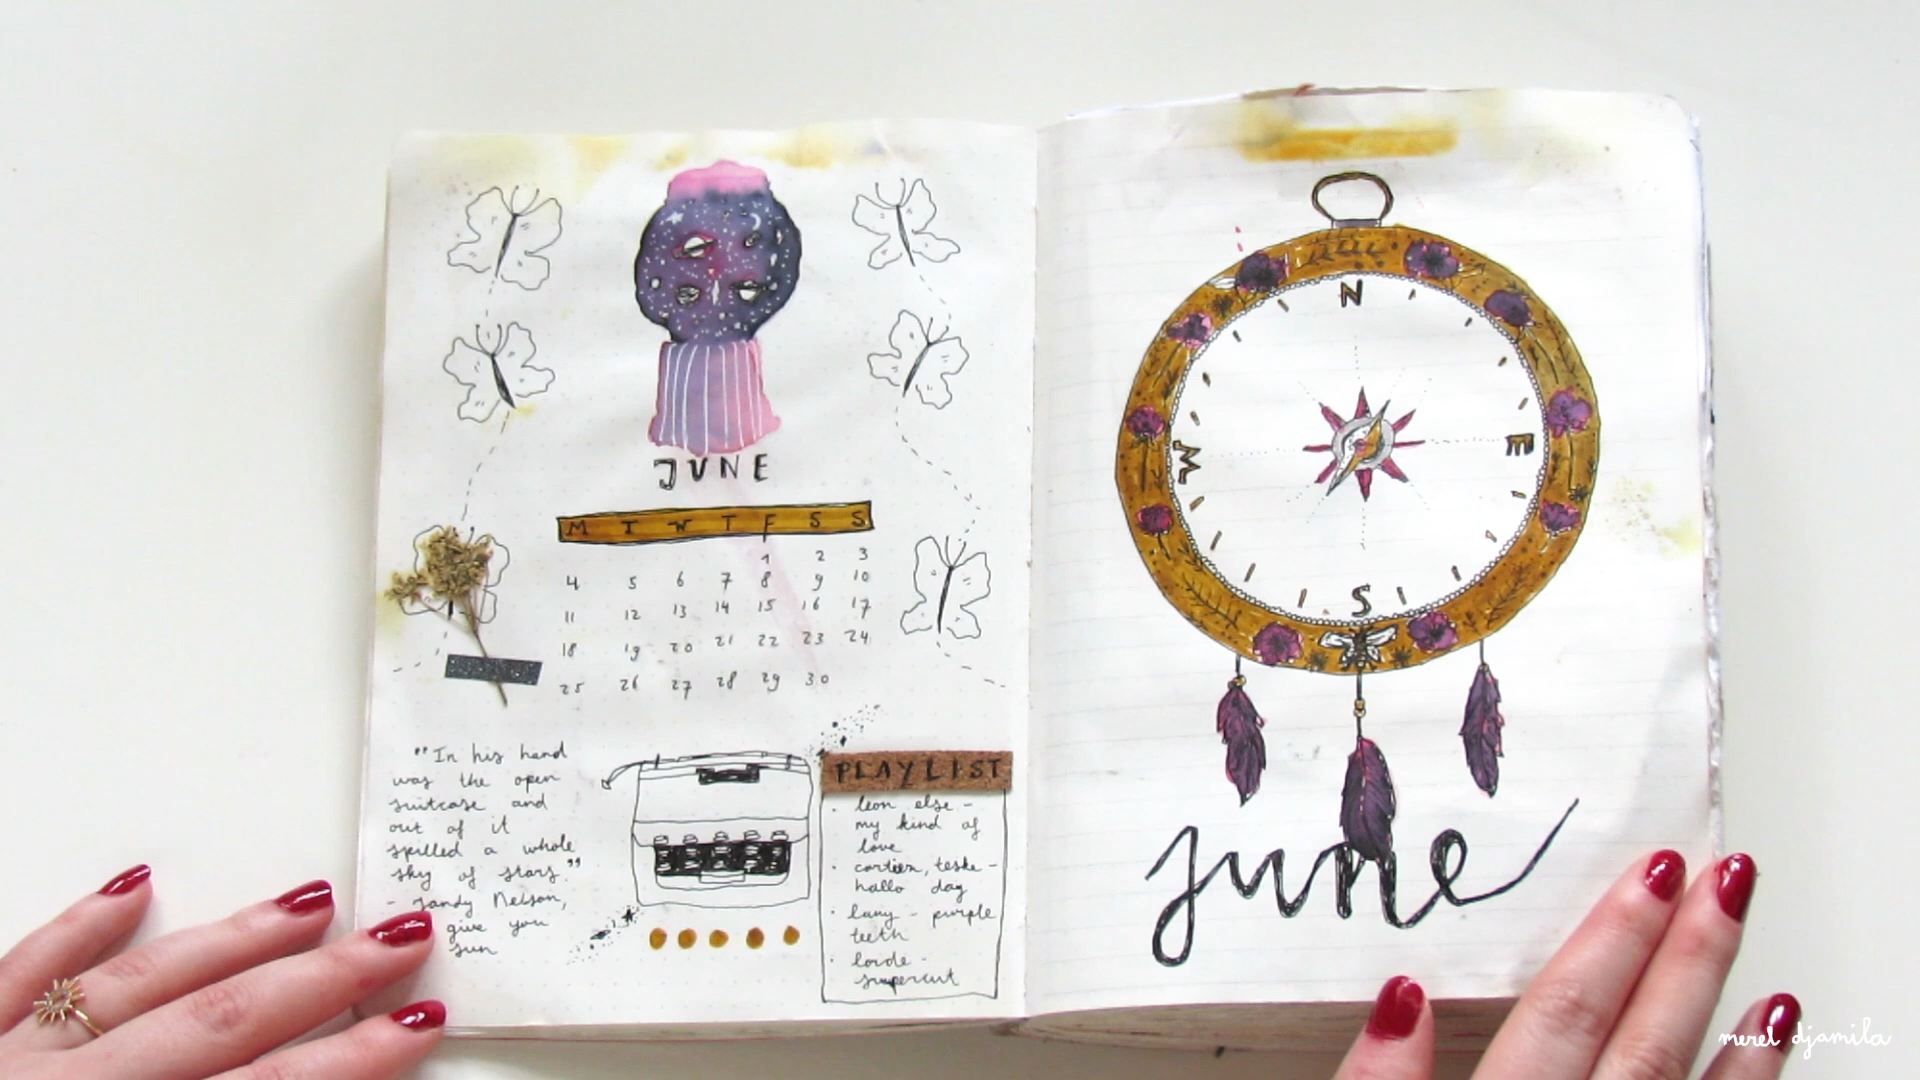 JUNE
M T W T F S S
1 2 3
4 5 6 7 8 9 10
11 12 13 14 15 16 17
18 19 20 21 22 23 24
25 26 27 28 29 30
"In his hand
was the open
suitcase and
out of it
spilled a whole
sky of stars."
- Jandy Nelson,
give you
sun
PLAYLIST
· leon else -
my kind of
love
· carteen, teske -
hallo dag
· lany - purple
teeth
· lorde -
supercut
N
E
S
W
june
merel djamila